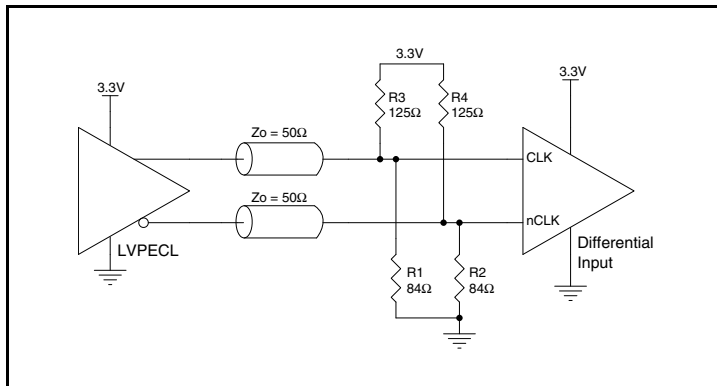 3.3V
3.3V
3.3V
R3
125Ω
R4
125Ω
Zo = 50Ω
CLK
Zo = 50Ω
nCLK
LVPECL
Differential
Input
R1
84Ω
R2
84Ω